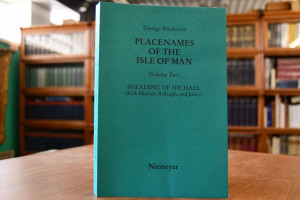 George Broderick
PLACENAMES
OF THE
ISLE OF MAN
Volume Two
SHEADING OF MICHAEL
(Kirk Michael, Ballaugh, and Jurby)
Niemeyer